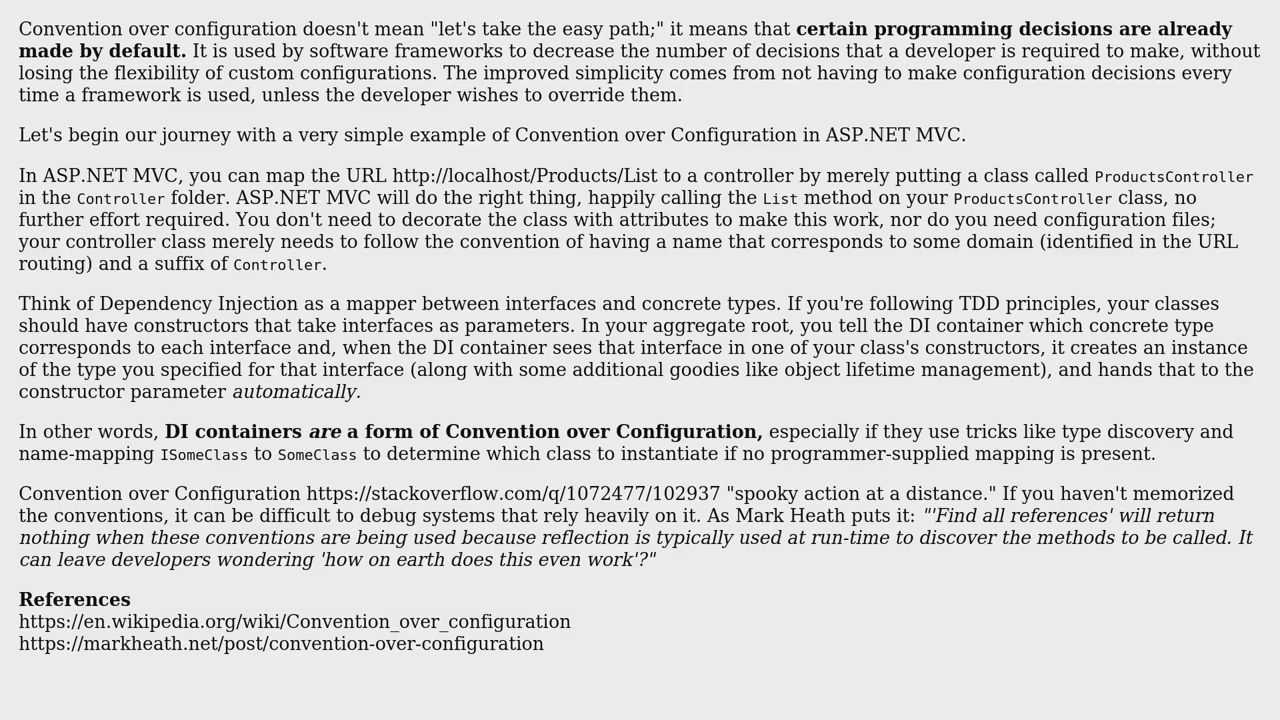 Convention over configuration doesn't mean "let's take the easy path;" it means that certain programming decisions are already
made by default. It is used by software frameworks to decrease the number of decisions that a developer is required to make, without
losing the flexibility of custom configurations. The improved simplicity comes from not having to make configuration decisions every
time a framework is used, unless the developer wishes to override them.
Let's begin our journey with a very simple example of Convention over Configuration in ASP.NET MVC.
In ASP.NET MVC, you can map the URL http://localhost/Products/List to a controller by merely putting a class called ProductsController
in the Controller folder. ASP.NET MVC will do the right thing, happily calling the List method on your ProductsController class, no
further effort required. You don't need to decorate the class with attributes to make this work, nor do you need configuration files;
your controller class merely needs to follow the convention of having a name that corresponds to some domain (identified in the URL
routing) and a suffix of Controller.
Think of Dependency Injection as a mapper between interfaces and concrete types. If you're following TDD principles, your classes
should have constructors that take interfaces as parameters. In your aggregate root, you tell the DI container which concrete type
corresponds to each interface and, when the DI container sees that interface in one of your class's constructors, it creates an instance
of the type you specified for that interface (along with some additional goodies like object lifetime management), and hands that to the
constructor parameter automatically.
In other words, DI containers are a form of Convention over Configuration, especially if they use tricks like type discovery and
name-mapping ISomeClass to SomeClass to determine which class to instantiate if no programmer-supplied mapping is present.
Convention over Configuration https://stackoverflow.com/q/1072477/102937 "spooky action at a distance." If you haven't memorized
the conventions, it can be difficult to debug systems that rely heavily on it. As Mark Heath puts it: "'Find all references' will return
nothing when these conventions are being used because reflection is typically used at run-time to discover the methods to be called. It
can leave developers wondering 'how on earth does this even work'?"
References
https://en.wikipedia.org/wiki/Convention_over_configuration
https://markheath.net/post/convention-over-configuration